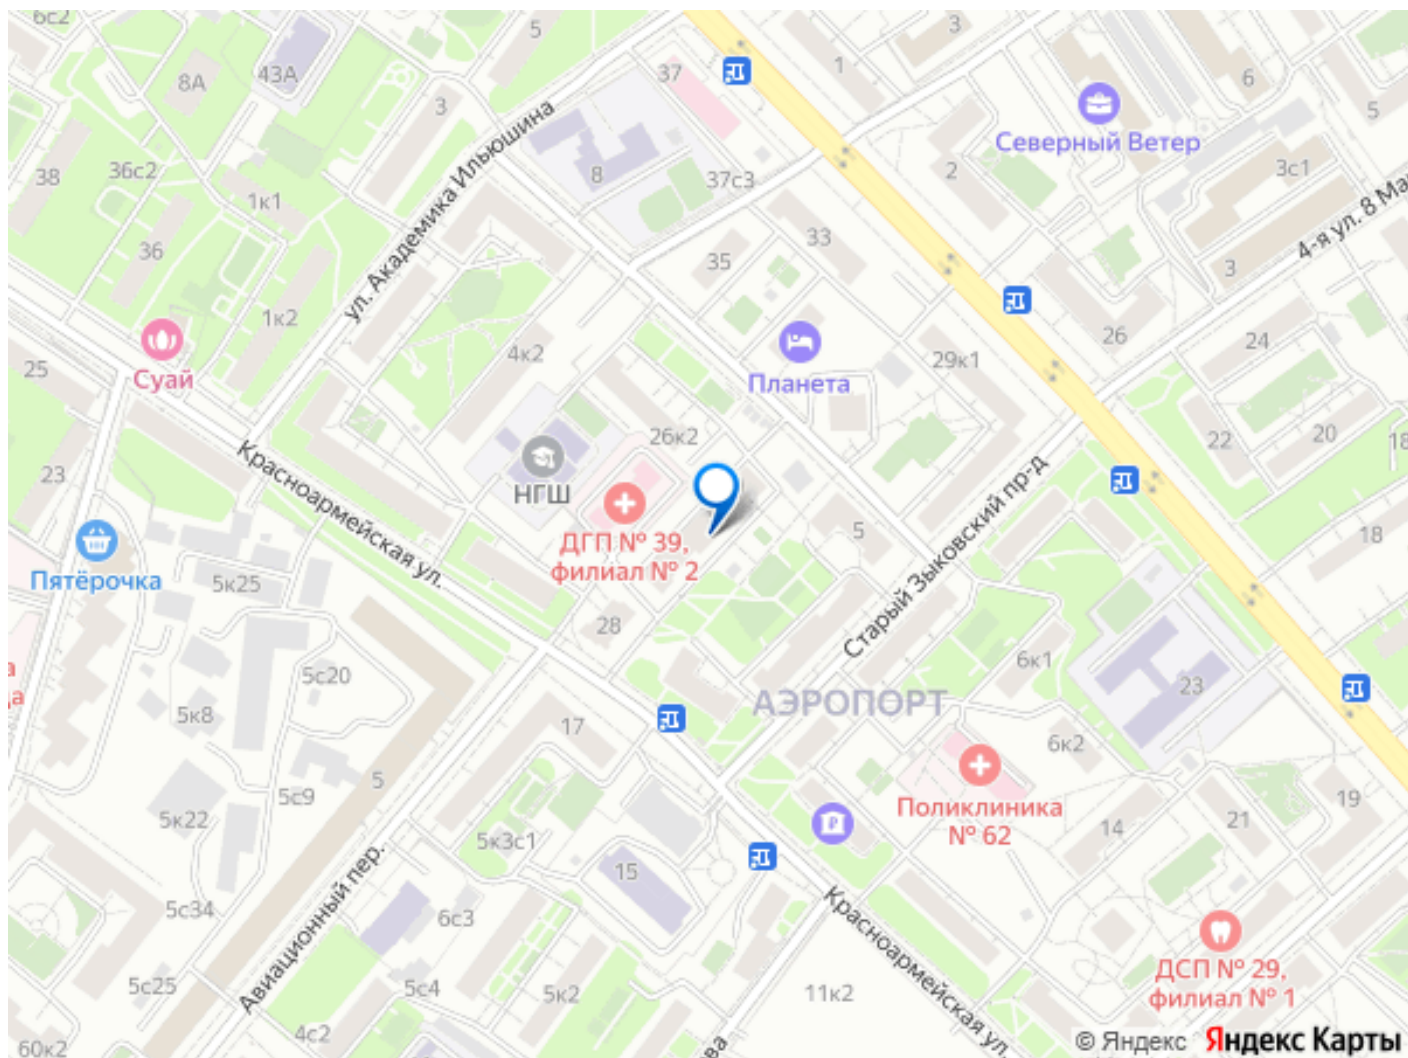 6с2
5
3
1
6
5
43А
8А
37
3
Северный Ветер
38
36с2
1к1
ул. Академика Ильюшина
8
37с3
2
3с1
4-я ул. 8 Ма
36
33
35
3
1к2
26
24
25
Суай
4к2
Планета
29к1
22
20
18
26к2
23
Красноармейская ул.
НГШ
Старый Зыковский пр-д
5
18
ДГП № 39,
филиал № 2
Пятёрочка
5к25
28
5с20
6к1
23
а
да
АЭРОПОРТ
5к8
17
6к2
5
5с9
Поликлиника
№ 62
19
5к22
5к3с1
14
21
15
Авиационный пер.
5с34
6с3
Красноармейская ул.
ДСП № 29,
филиал № 1
5с25
5с4
5к2
11к2
4с2
60к2
ва
© Яндекс Яндекс Карты